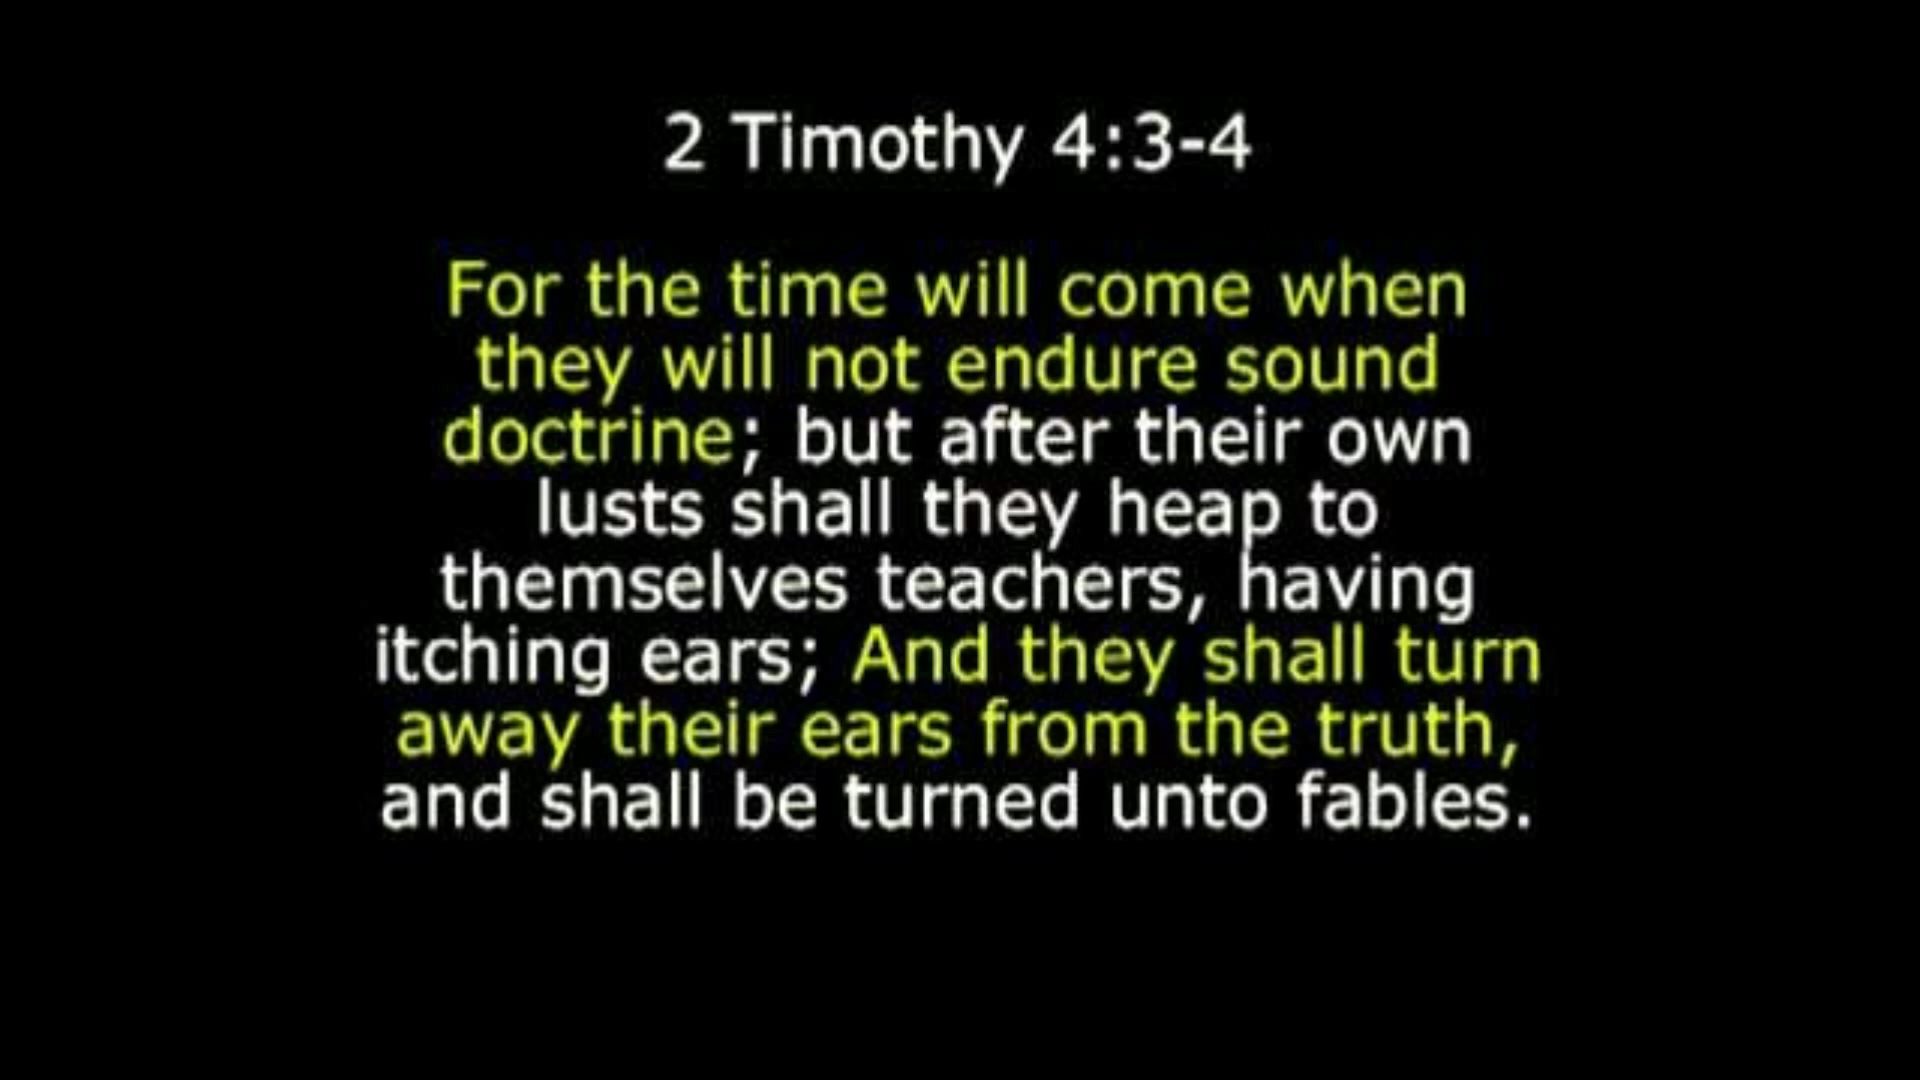 2 Timothy 4:3-4
For the time will come when
they will not endure sound
doctrine; but after their own
lusts shall they heap to
themselves teachers, having
itching ears; And they shall turn
away their ears from the truth,
and shall be turned unto fables.